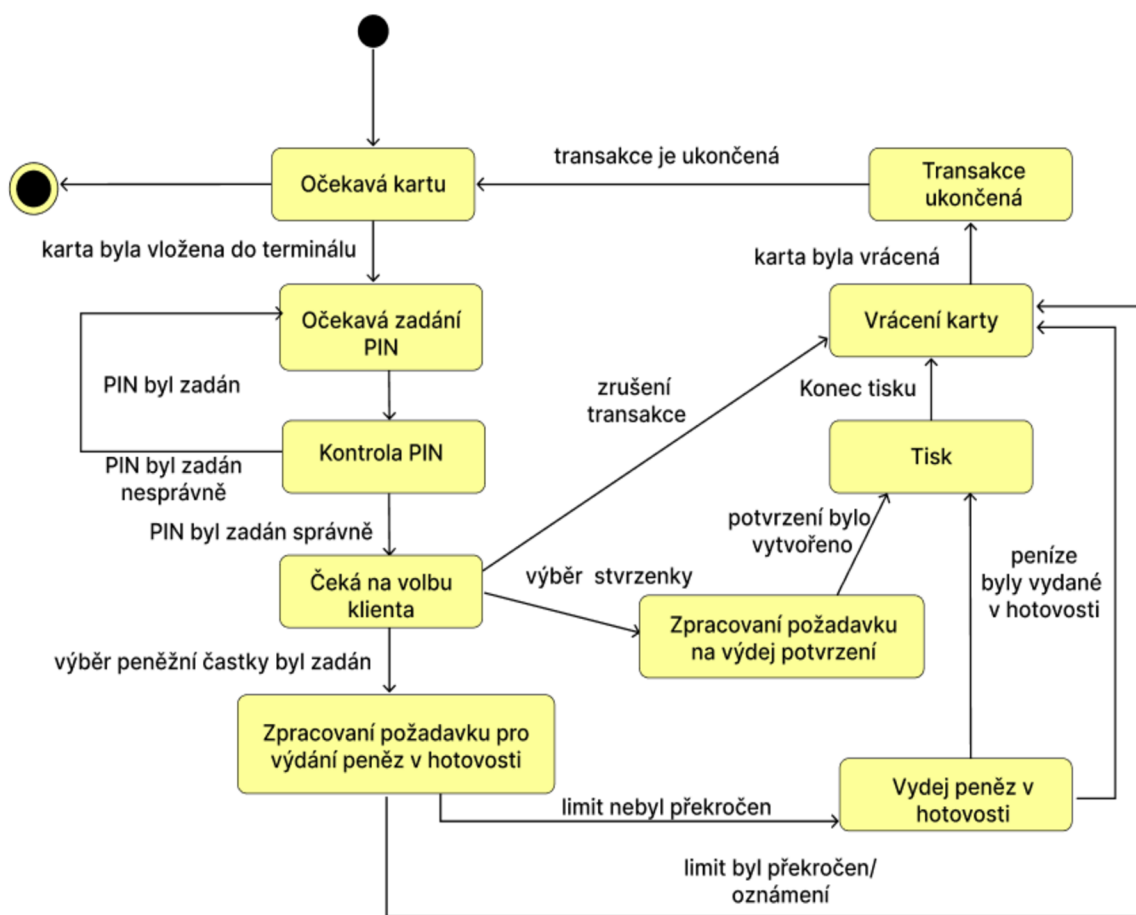 transakce je ukončená
Očekavá kartu
Transakce
ukončená
karta byla vložena do terminálu
karta byla vrácená
Očekavá zadání
PIN
Vrácení karty
PIN byl zadán
zrušení
transakce
Konec tisku
Kontrola PIN
Tisk
PIN byl zadán
nesprávně
PIN byl zadán správně
potvrzení bylo
vytvořeno
peníze
byly vydané
v hotovosti
Čeká na volbu
klienta
výběr stvrzenky
Zpracovaní požadavku
na výdej potvrzení
výběr peněžní častky byl zadán
Zpracovaní požadavku pro
výdání peněz v hotovosti
limit nebyl překročen
Vydej peněz v
hotovosti
limit byl překročen/
oznámení